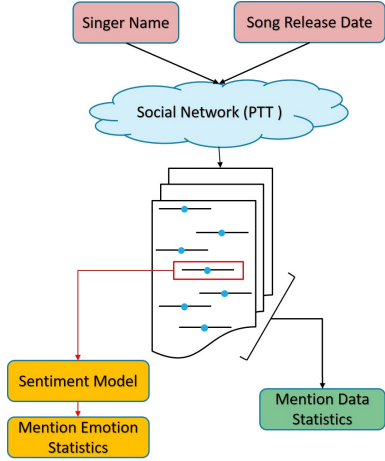 Singer Name
Song Release Date
Social Network (PTT )
Sentiment Model
Mention Emotion
Statistics
Mention Data
Statistics